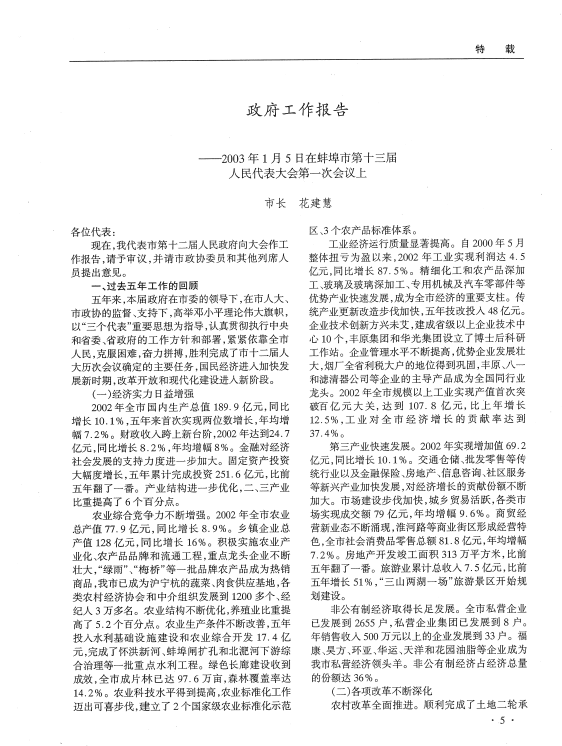 特　载
政府工作报告
——2003年1月5日在蚌埠市第十三届
人民代表大会第一次会议上
市长　花建慧
各位代表:
现在,我代表市第十二届人民政府向大会作工
作报告,请予审议,并请市政协委员和其他列席人
员提出意见。
一、过去五年工作的回顾
五年来,本届政府在市委的领导下,在市人大、
市政协的监督、支持下,高举邓小平理论伟大旗帜,
以“三个代表”重要思想为指导,认真贯彻执行中央
和省委、省政府的工作方针和部署,紧紧依靠全市
人民,克服困难,奋力拼搏,胜利完成了市十二届人
大历次会议确定的主要任务,国民经济进入加快发
展新时期,改革开放和现代化建设进入新阶段。
(一)经济实力日益增强
2002年全市国内生产总值189.9亿元,同比
增长10.1%,五年来首次实现两位数增长,年均增
幅7.2%。财政收入跨上新台阶,2002年达到24.7
亿元,同比增长8.2%,年均增幅8%。金融对经济
社会发展的支持力度进一步加大。固定资产投资
大幅度增长,五年累计完成投资251.6亿元,比前
五年翻了一番。产业结构进一步优化,二、三产业
比重提高了6个百分点。
农业综合竞争力不断增强。2002年全市农业
总产值77.9亿元,同比增长8.9%。乡镇企业总
产值128亿元,同比增长16%。积极实施农业产
业化、农产品品牌和流通工程,重点龙头企业不断
壮大,“绿雨”、“梅桥”等一批品牌农产品成为热销
商品,我市已成为沪宁杭的蔬菜、肉食供应基地,各
类农村经济协会和中介组织发展到1200多个、经
纪人3万多名。农业结构不断优化,养殖业比重提
高了5.2个百分点。农业生产条件不断改善,五年
投入水利基础设施建设和农业综合开发17.4亿
元,完成了怀洪新河、蚌埠闸扩孔和北淝河下游综
合治理等一批重点水利工程。绿色长廊建设收到
成效,全市成片林已达97.6万亩,森林覆盖率达
14.2%。农业科技水平得到提高,农业标准化工作
迈出可喜步伐,建立了2个国家级农业标准化示范
区、3个农产品标准体系。
工业经济运行质量显著提高。自2000年5月
整体扭亏为盈以来,2002年工业实现利润达4.5
亿元,同比增长87.5%。精细化工和农产品深加
工、玻璃及玻璃深加工、专用机械及汽车零部件等
优势产业快速发展,成为全市经济的重要支柱。传
统产业更新改造步伐加快,五年技改投入48亿元。
企业技术创新方兴未艾,建成省级以上企业技术中
心10个,丰原集团和华光集团设立了博士后科研
工作站。企业管理水平不断提高,优势企业发展壮
大,烟厂全省利税大户的地位得到巩固,丰原、八一
和滤清器公司等企业的主导产品成为全国同行业
龙头。2002年全市规模以上工业实现产值首次突
破百亿元大关,达到107.8亿元,比上年增长
12.5%,工业对全市经济增长的贡献率达到
37.4%。
第三产业快速发展。2002年实现增加值69.2
亿元,同比增长10.1%。交通仓储、批发零售等传
统行业以及金融保险、房地产、信息咨询、社区服务
等新兴产业加快发展,对经济增长的贡献份额不断
加大。市场建设步伐加快,城乡贸易活跃,各类市
场实现成交额79亿元,年均增幅9.6%。商贸经
营新业态不断涌现,淮河路等商业街区形成经营特
色,全市社会消费品零售总额81.8亿元,年均增幅
7.2%。房地产开发竣工面积313万平方米,比前
五年翻了一番。旅游业累计总收入7.5亿元,比前
五年增长51%,“三山两湖一场”旅游景区开始规
划建设。
非公有制经济取得长足发展。全市私营企业
已发展到2655户,私营企业集团已发展到8户。
年销售收入500万元以上的企业发展到33户。福
康、昊方、环亚、华运、天洋和花园油脂等企业成为
我市私营经济领头羊。非公有制经济占经济总量
的份额达36%。
(二)各项改革不断深化
农村改革全面推进。顺利完成了土地二轮承
·5·